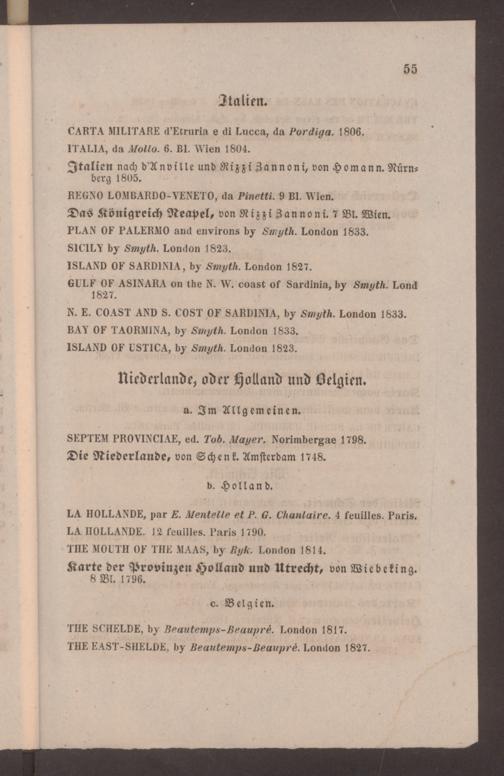 55
Italien.
CARTA MILITARE d'Etruria e di Lucca, da Pordiga. 1806.
ITALIA, da Mollo. 6. Bl. Wien 1804.
Italien nach d'Anville und Rizzi Zannoni, von Homann. Nürn-
berg 1805.
REGNO LOMBARDO-VENETO, da Pinetti. 9 Bl. Wien.
Das Königreich Neapel, von Rizzi Zannoni. 7 Bl. Wien.
PLAN OF PALERMO and environs by Smyth. London 1833.
SICILY by Smyth. London 1823.
ISLAND OF SARDINIA, by Smyth. London 1827.
GULF OF ASINARA on the N. W. coast of Sardinia, by Smyth. Lond
1827.
N. E. COAST AND S. COST OF SARDINIA, by Smyth. London 1833.
BAY OF TAORMINA, by Smyth. London 1833.
ISLAND OF USTICA, by Smyth. London 1823.
Niederlande, oder Holland und Belgien.
a. Im Allgemeinen.
SEPTEM PROVINCIAE, ed. Tob. Mayer. Norimbergae 1798.
Die Niederlande, von Schenk. Amsterdam 1748.
b. Holland.
LA HOLLANDE, par E. Mentelle et P. G. Chanlaire. 4 feuilles. Paris.
LA HOLLANDE. 12 feuilles. Paris 1790.
THE MOUTH OF THE MAAS, by Ryk. London 1814.
Karte der Provinzen Holland und Utrecht, von Wiebeking.
8 Bl. 1796.
c. Belgien.
THE SCHELDE, by Beautemps-Beaupré. London 1817.
THE EAST-SHELDE, by Beautemps-Beaupré. London 1827.